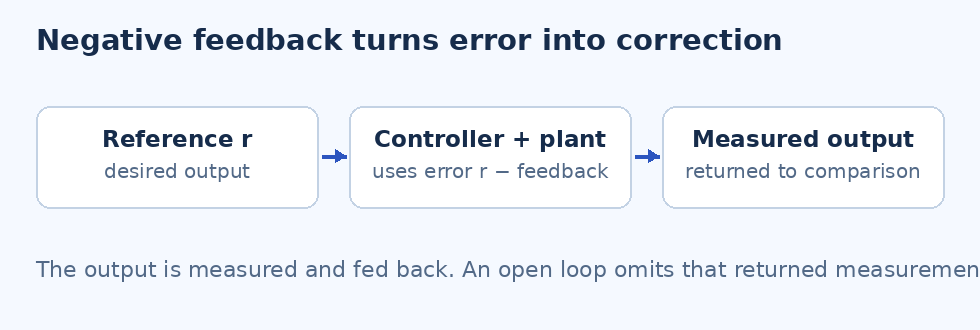 Negative feedback turns error into correction
Reference r
desired output
Controller + plant
uses error r − feedback
Measured output
returned to comparison
The output is measured and fed back. An open loop omits that returned measuremen